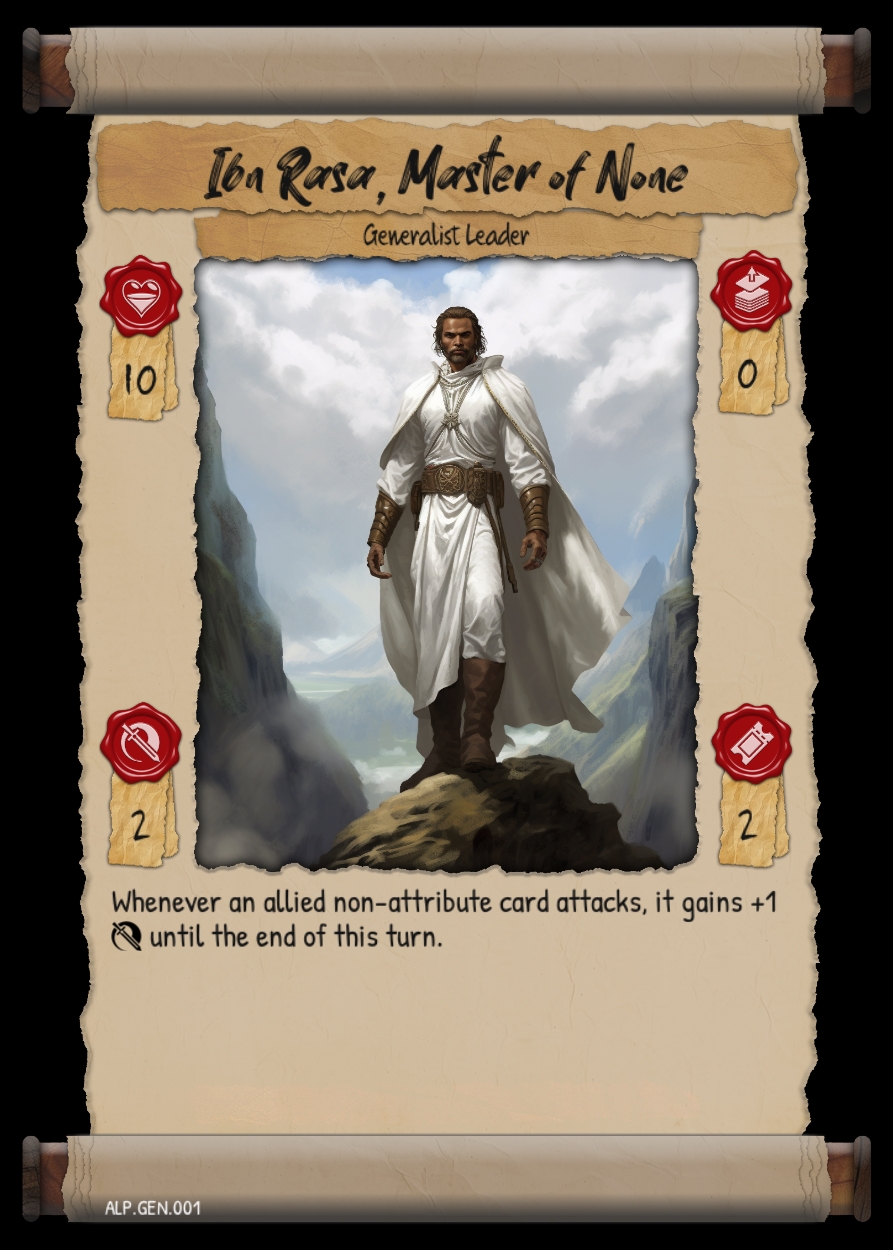 Ibn Rasa, Master of None
Generalist Leader
10
0
2
2
Whenever an allied non-attribute card attacks, it gains +1
until the end of this turn.
ALP.GEN.001